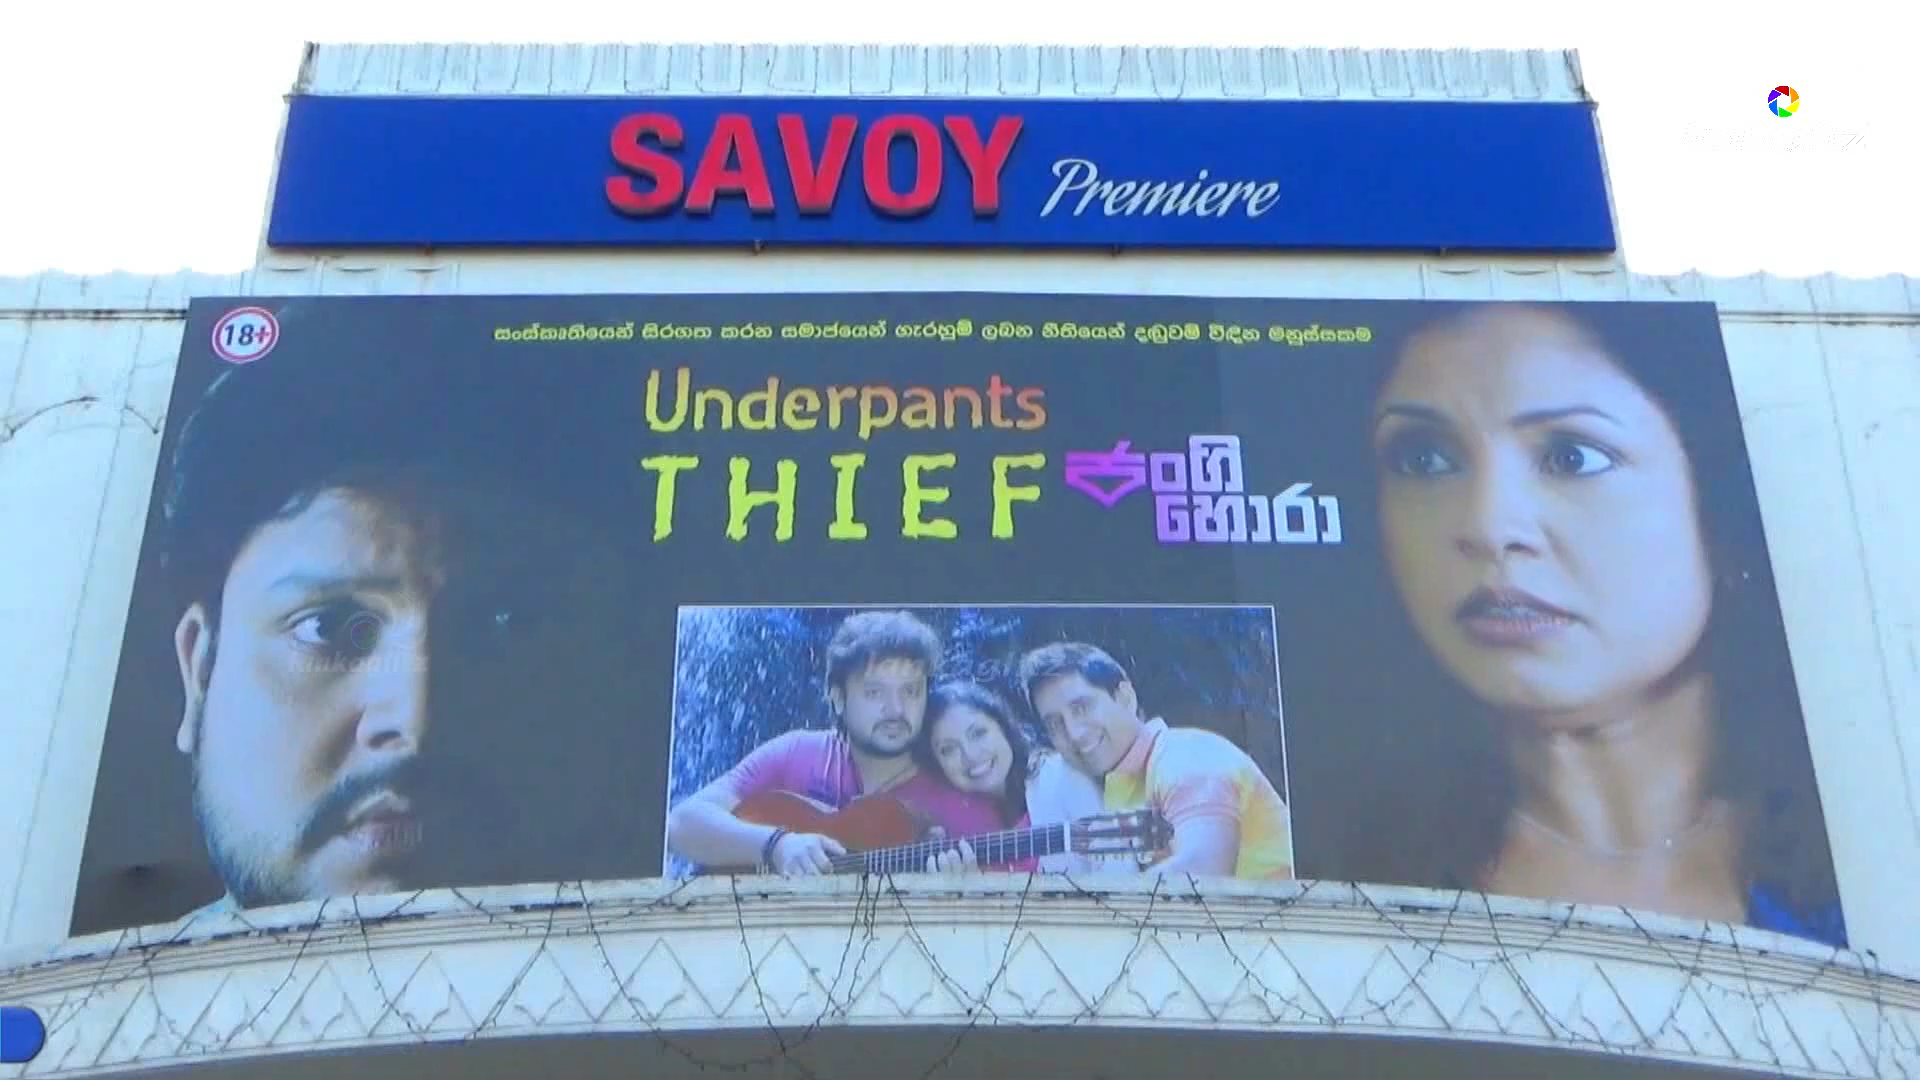 SAVOY Premiere
18+
සංස්කෘතියෙන් සිරගත කරන සමාජයෙන් ගැරහුම් ලබන නීතියෙන් දඬුවම් විඳින මනුස්සකම
Underpants
THIEF ජංගි
හොරා